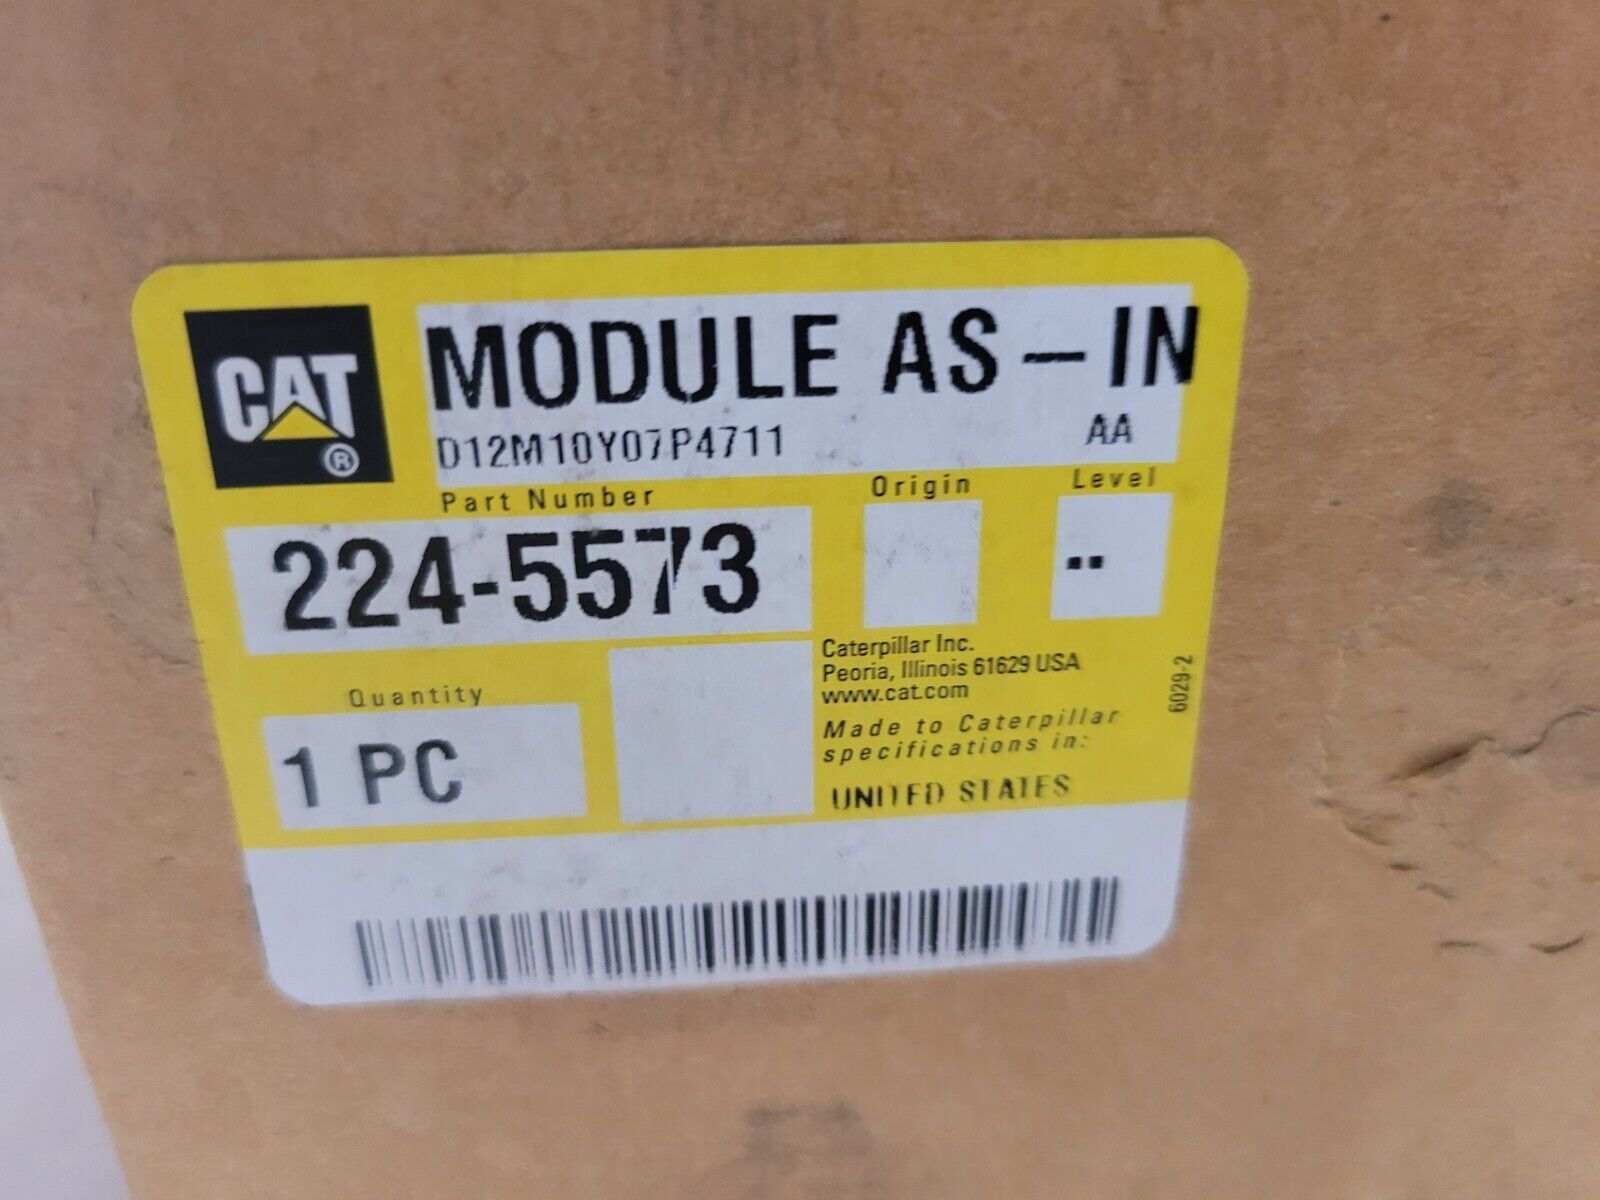 CAT
®
MODULE AS-IN
D12M10Y07P4711
AA
Part Number
Origin
Level
224-5573
--
Quantity
1 PC
Caterpillar Inc.
Peoria, Illinois 61629 USA
www.cat.com
Made to Caterpillar
specifications in:
UNITED STATES
6029-2